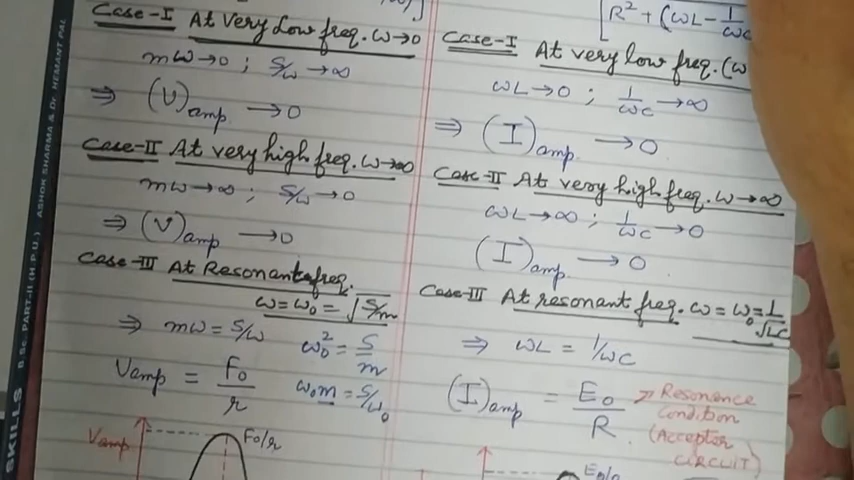 Case-I At Very Low freq. ω→0
mω→0 ; S/ω→∞
⇒ (V)amp → 0
Case-II At very high freq. ω→∞
mω→∞ ; S/ω→0
⇒ (V)amp → 0
Case-III At Resonant freq.
ω = ω₀ = √S/m
⇒ mω = S/ω ω₀² = S/m
Vamp = F₀/r ω₀m = S/ω₀
Vamp F₀/r
[R² + (ωL - 1/ωC
Case-I At very low freq. (ω
ωL→0 ; 1/ωC→∞
⇒ (I)amp. → 0
Case-II At very high freq. ω→∞
ωL→∞ ; 1/ωC→0
(I)amp. → 0
Case-III At resonant freq. ω = ω₀ = 1/√LC
⇒ ωL = 1/ωC
(I)amp = E₀/R → Resonance
Condition
(Acceptor
CIRCUIT)
SKILLS B.Sc. PART-II (H.P.U.) ASHOK SHARMA & Dr HEMANT PAL